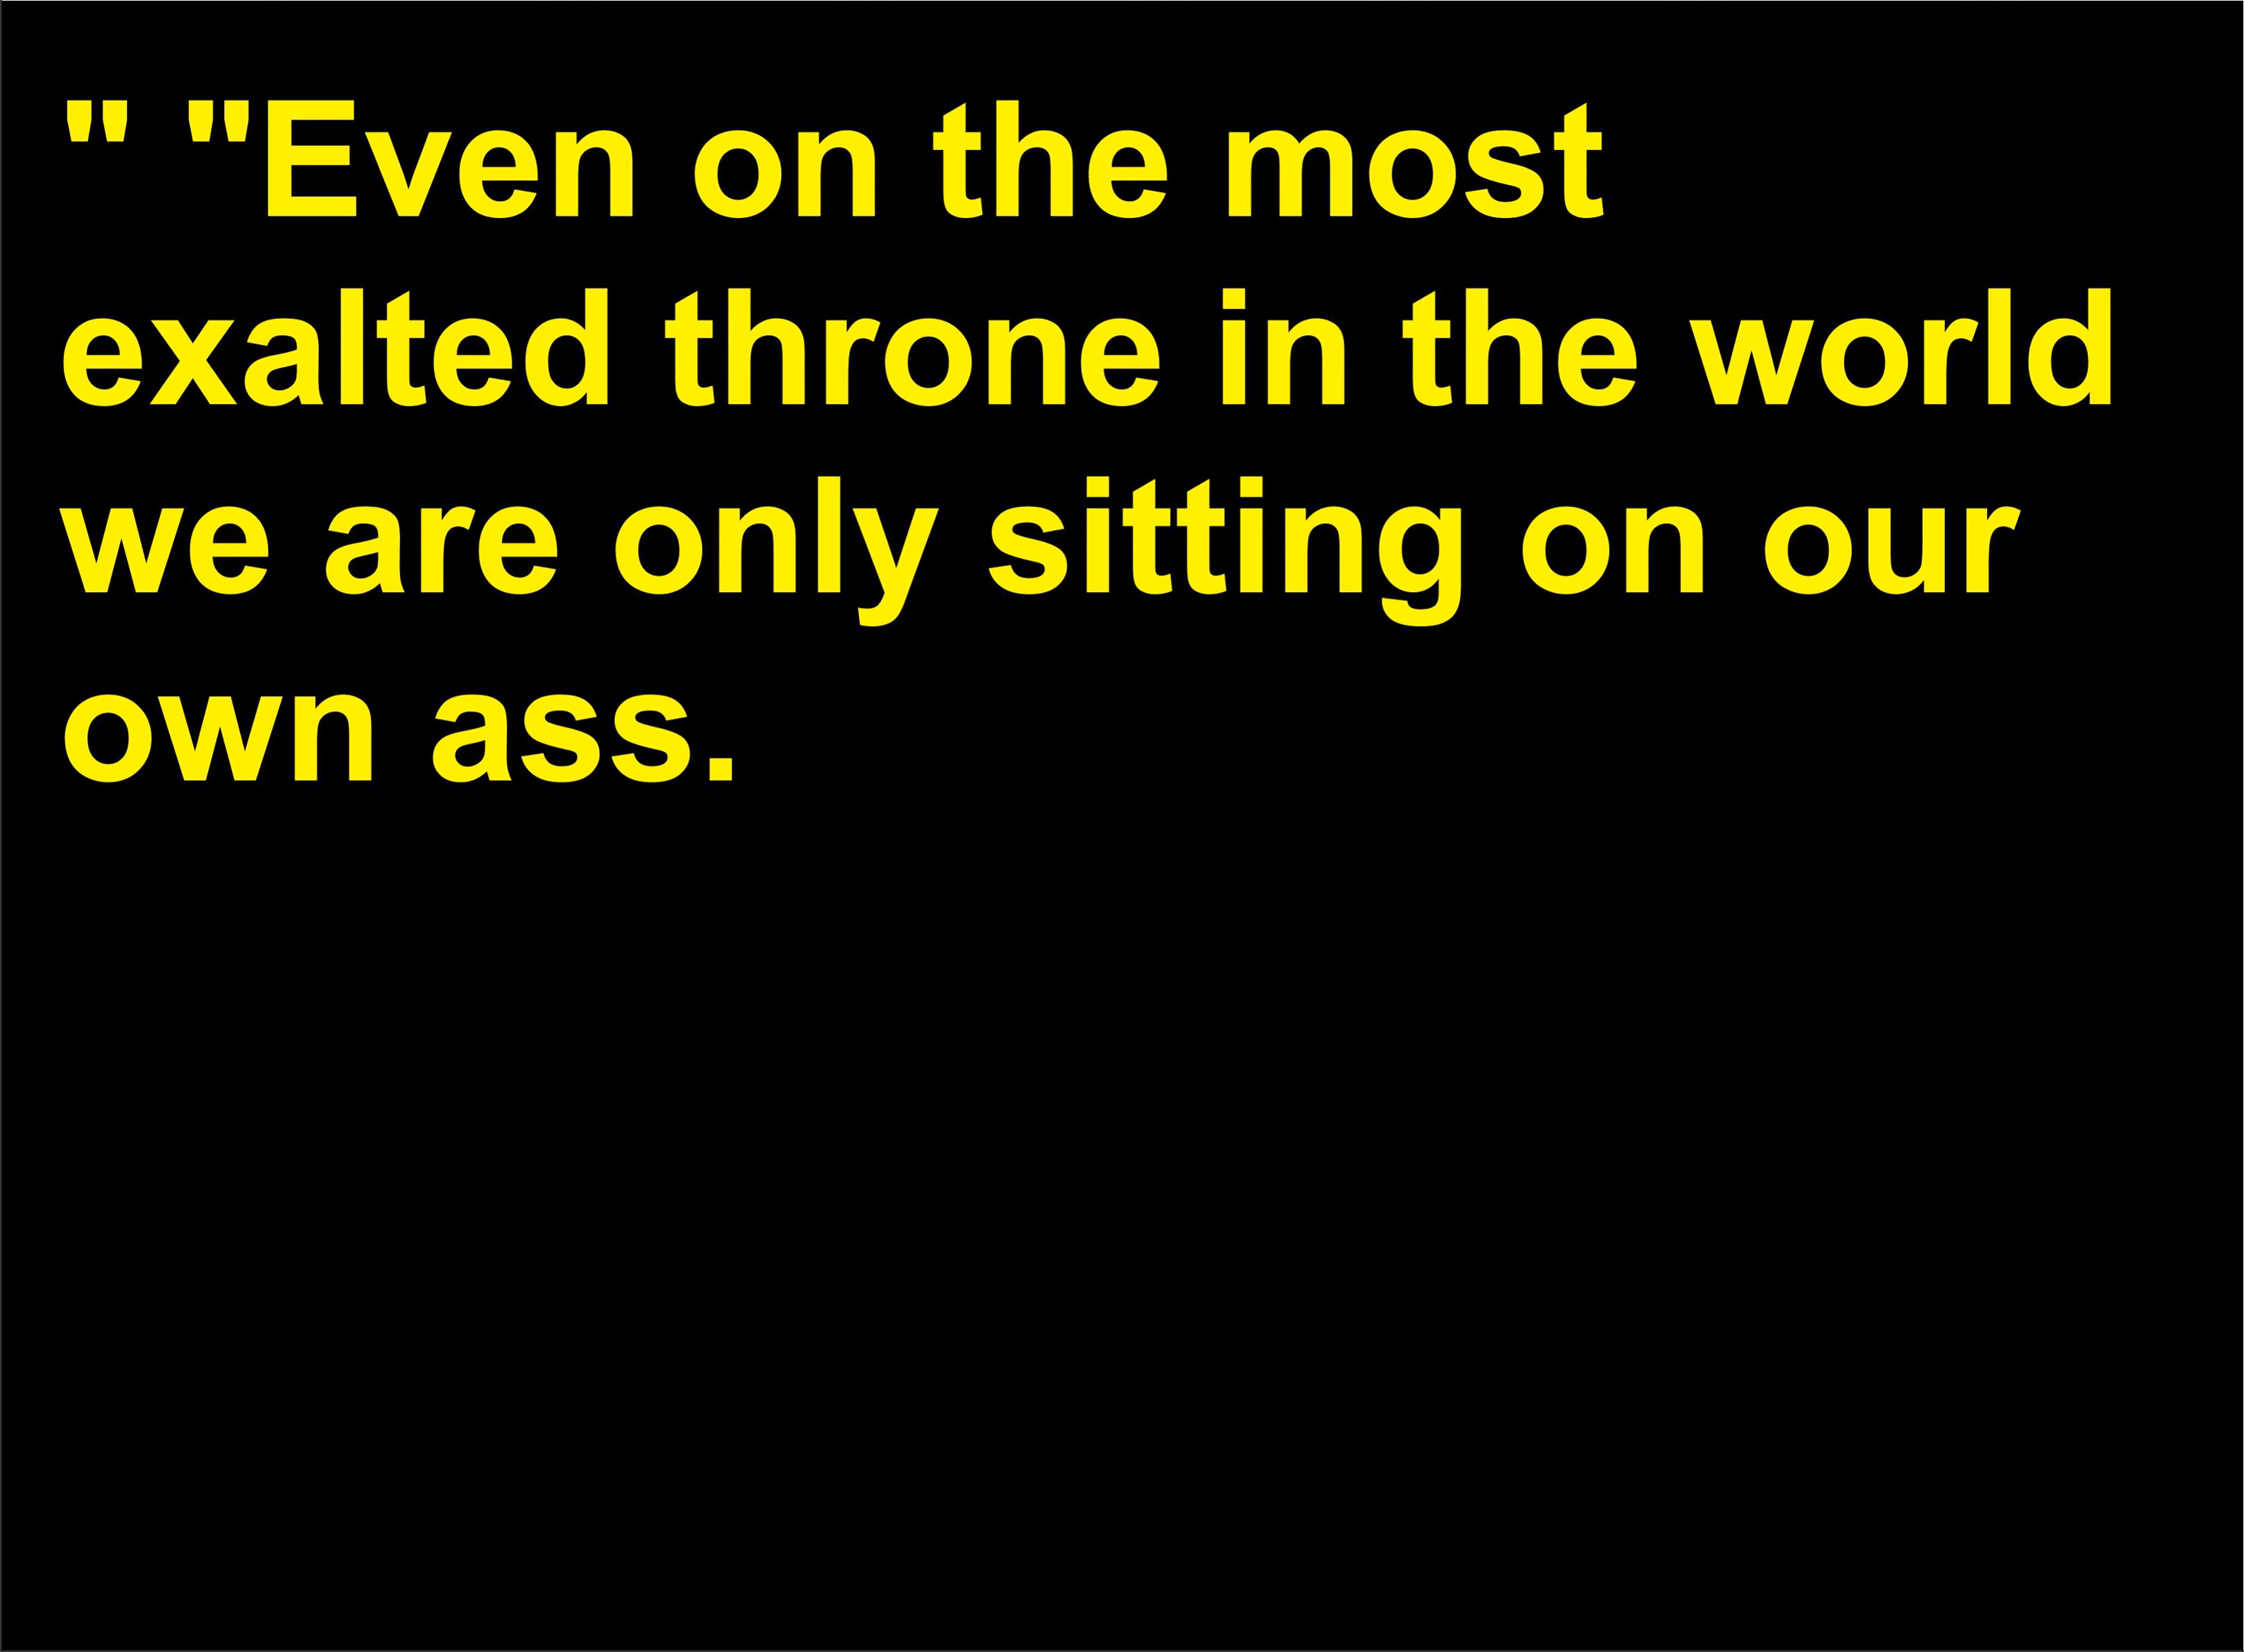 " "Even on the most
exalted throne in the world
we are only sitting on our
own ass.